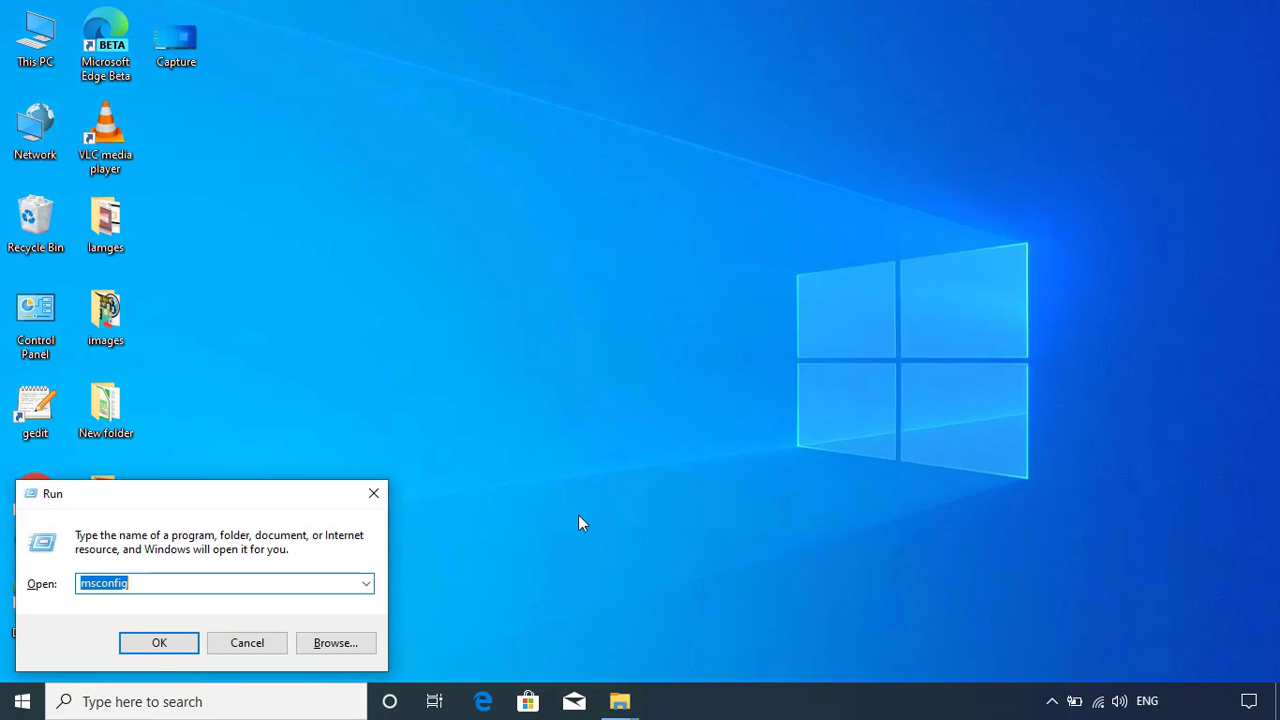 This PC
Microsoft
Edge Beta
BETA
Capture
Network
VLC media
player
Recycle Bin
Iamges
Control
Panel
images
gedit
New folder
Run
Type the name of a program, folder, document, or Internet
resource, and Windows will open it for you.
Open:
msconfig
OK
Cancel
Browse...
Type here to search
ENG